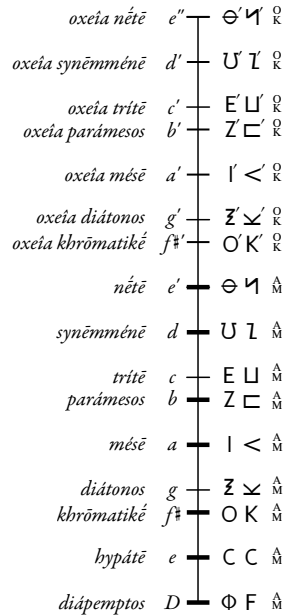 oxeîa nḗtē e″ Ꝋ′ И′ O K
oxeîa synēmménē d′ Ʊ′ Ɀ′ O K
oxeîa trítē c′ E′ ⊔′ O K
oxeîa parámesos b′ Z′ ⊏′ O K
oxeîa mésē a′ I′ <′ O K
oxeîa diátonos g′ O K
oxeîa khrōmatikḗ f♯′ O′ K′ O K
nḗtē e′ Ꝋ И A M
synēmménē d Ʊ Ɀ A M
trítē c E ⊔ A M
parámesos b Z ⊏ A M
mésē a I < A M
diátonos g A M
khrōmatikḗ f♯ O K A M
hypátē e C C A M
diápemptos D Φ F A M